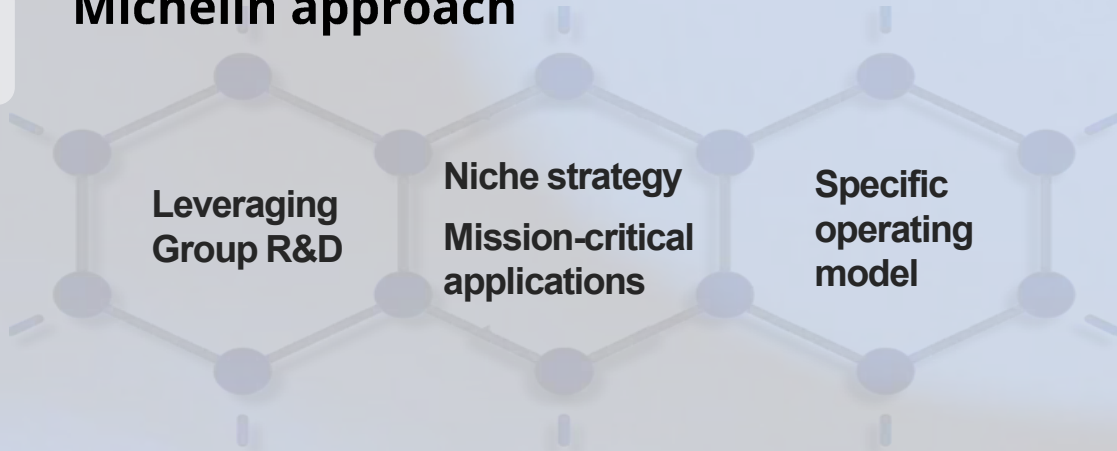 Michelin approach
Leveraging
Group R&D
Niche strategy
Mission-critical
applications
Specific
operating
model